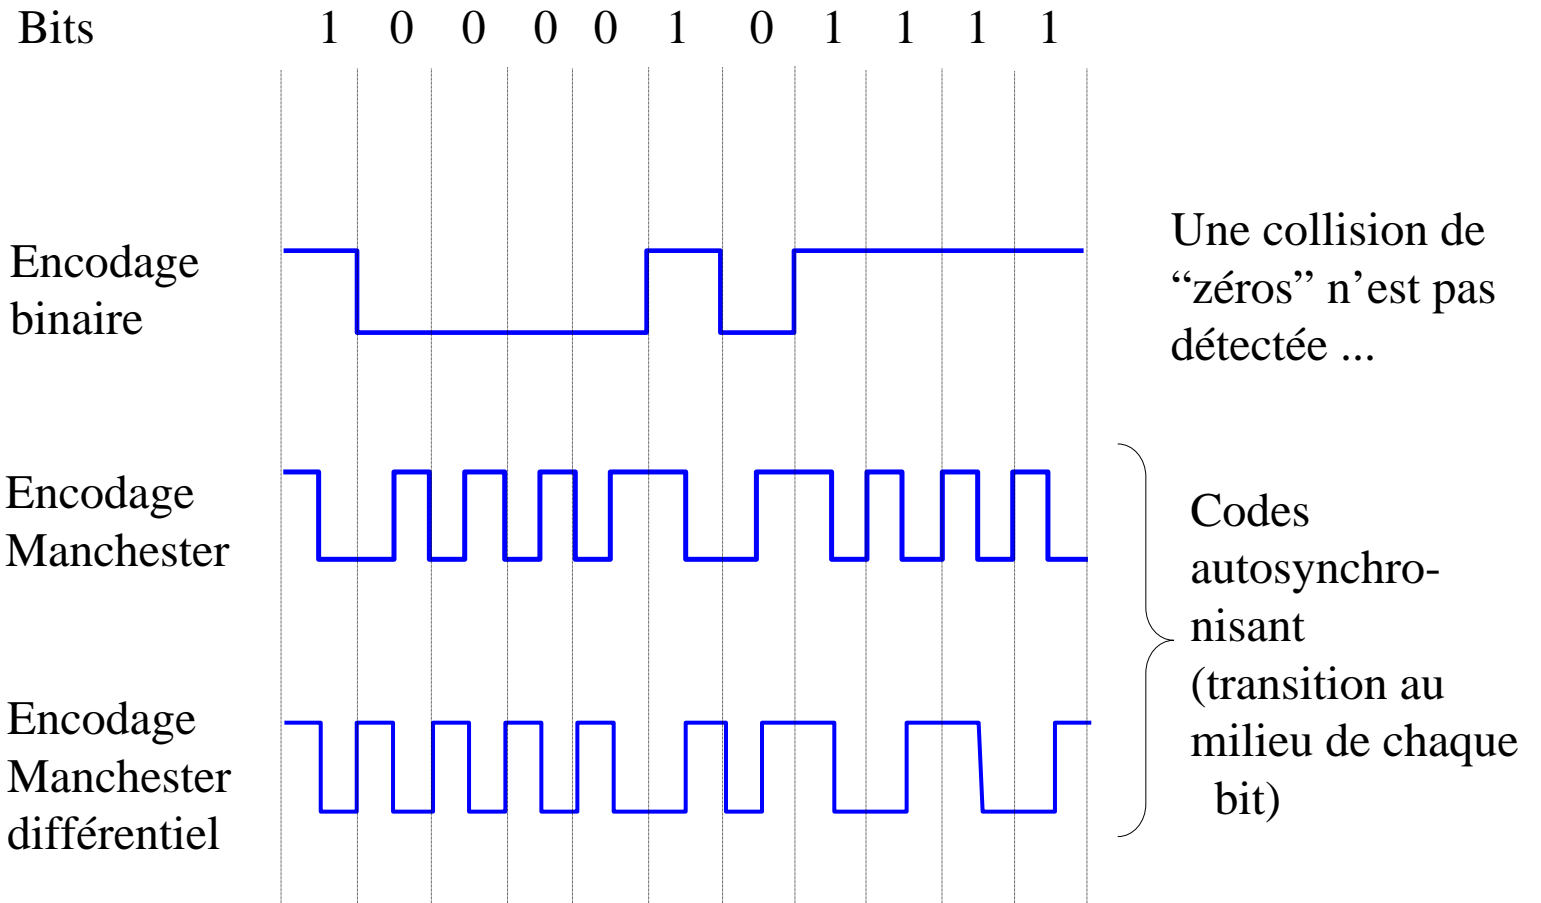 Bits 1 0 0 0 0 1 0 1 1 1 1
Encodage
binaire
Une collision de
“zéros” n’est pas
détectée ...
Encodage
Manchester
Codes
autosynchro-
nisant
(transition au
milieu de chaque
bit)
Encodage
Manchester
différentiel